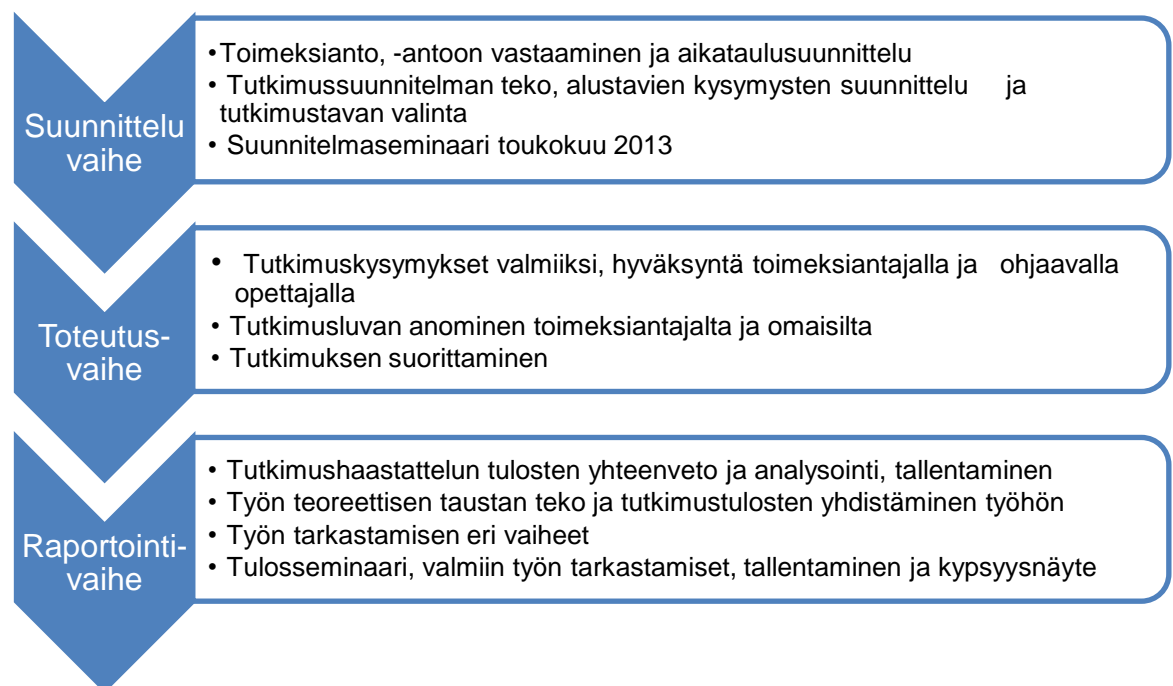 Suunnittelu
vaihe
•Toimeksianto, -antoon vastaaminen ja aikataulusuunnittelu
• Tutkimussuunnitelman teko, alustavien kysymysten suunnittelu ja
tutkimustavan valinta
• Suunnitelmaseminaari toukokuu 2013
Toteutus-
vaihe
• Tutkimuskysymykset valmiiksi, hyväksyntä toimeksiantajalla ja ohjaavalla
opettajalla
• Tutkimusluvan anominen toimeksiantajalta ja omaisilta
• Tutkimuksen suorittaminen
Raportointi-
vaihe
• Tutkimushaastattelun tulosten yhteenveto ja analysointi, tallentaminen
• Työn teoreettisen taustan teko ja tutkimustulosten yhdistäminen työhön
• Työn tarkastamisen eri vaiheet
• Tulosseminaari, valmiin työn tarkastamiset, tallentaminen ja kypsyysnäyte